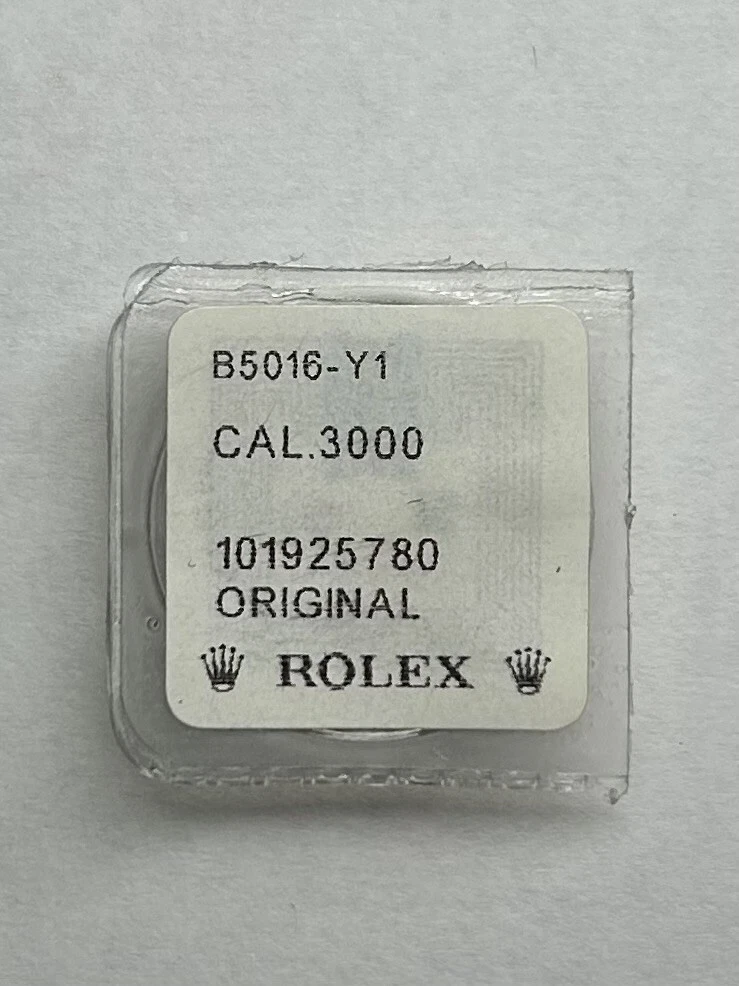 B5016-Y1
CAL.3000
101925780
ORIGINAL
ROLEX